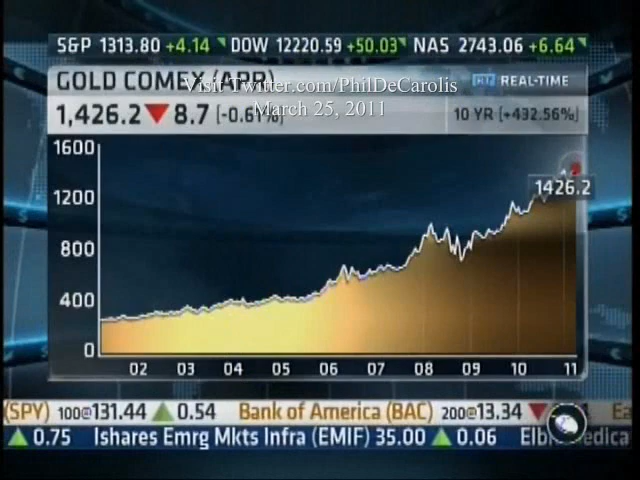 S&P 1313.80 +4.14 DOW 12220.59 +50.03 NAS 2743.06 +6.64
GOLD COMEX (APR) REAL-TIME
Visit Twitter.com/PhilDeCarolis
1,426.2 8.7 (-0.61%) 10 YR (+432.56%)
March 25, 2011
1600
1200
1426.2
800
400
0
02 03 04 05 06 07 08 09 10 11
(SPY) 100@131.44 0.54 Bank of America (BAC) 200@13.34
0.75 Ishares Emrg Mkts Infra (EMIF) 35.00 0.06